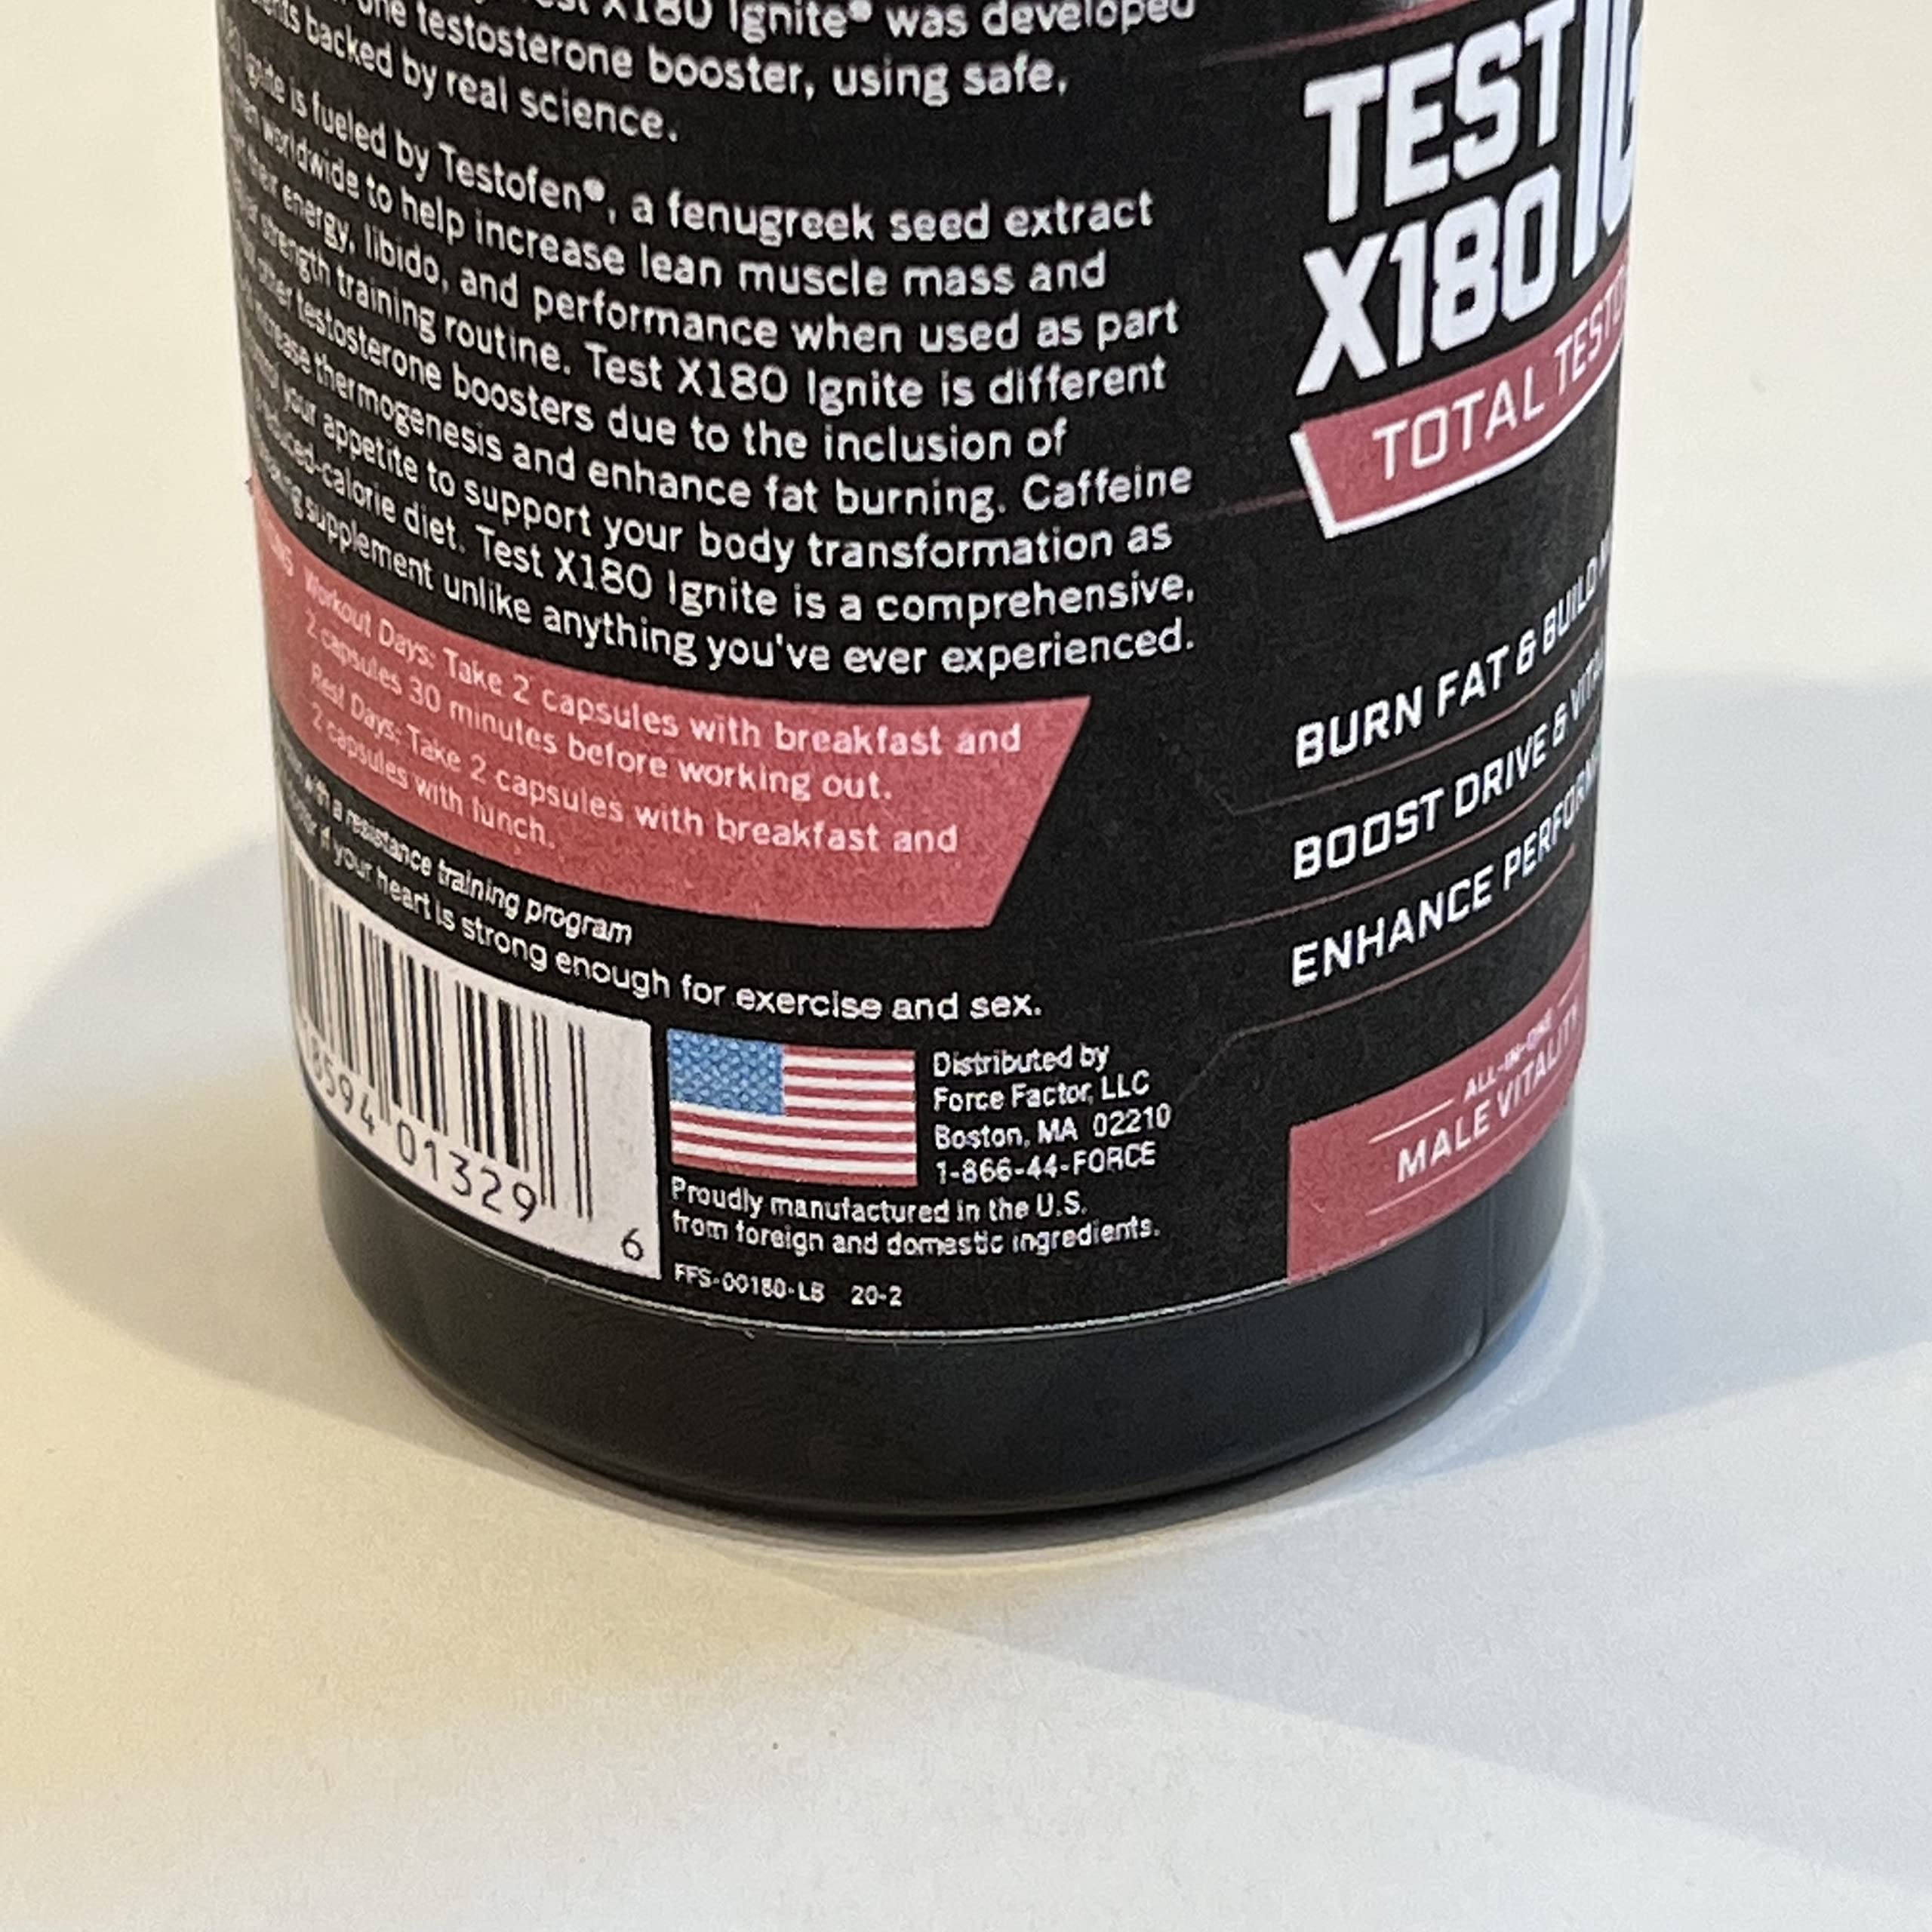 Test X180 Ignite® was developed
testosterone booster, using safe,
backed by real science.
Ignite is fueled by Testofen®, a fenugreek seed extract
worldwide to help increase lean muscle mass and
energy, libido, and performance when used as part
strength training routine. Test X180 Ignite is different
other testosterone boosters due to the inclusion of
increase thermogenesis and enhance fat burning. Caffeine
your appetite to support your body transformation as
-calorie diet. Test X180 Ignite is a comprehensive,
supplement unlike anything you've ever experienced.
Workout Days: Take 2 capsules with breakfast and
2 capsules 30 minutes before working out.
Rest Days: Take 2 capsules with breakfast and
2 capsules with lunch.
with a resistance training program
if your heart is strong enough for exercise and sex.
8594 01329 6
Distributed by
Force Factor, LLC
Boston, MA 02210
1-866-44-FORCE
Proudly manufactured in the U.S.
from foreign and domestic ingredients.
FFS-00180-LB 20-2
TEST
X180
TOTAL
BURN FAT & BUILD
BOOST DRIVE &
ENHANCE
ALL-IN-ONE
MALE VITALITY